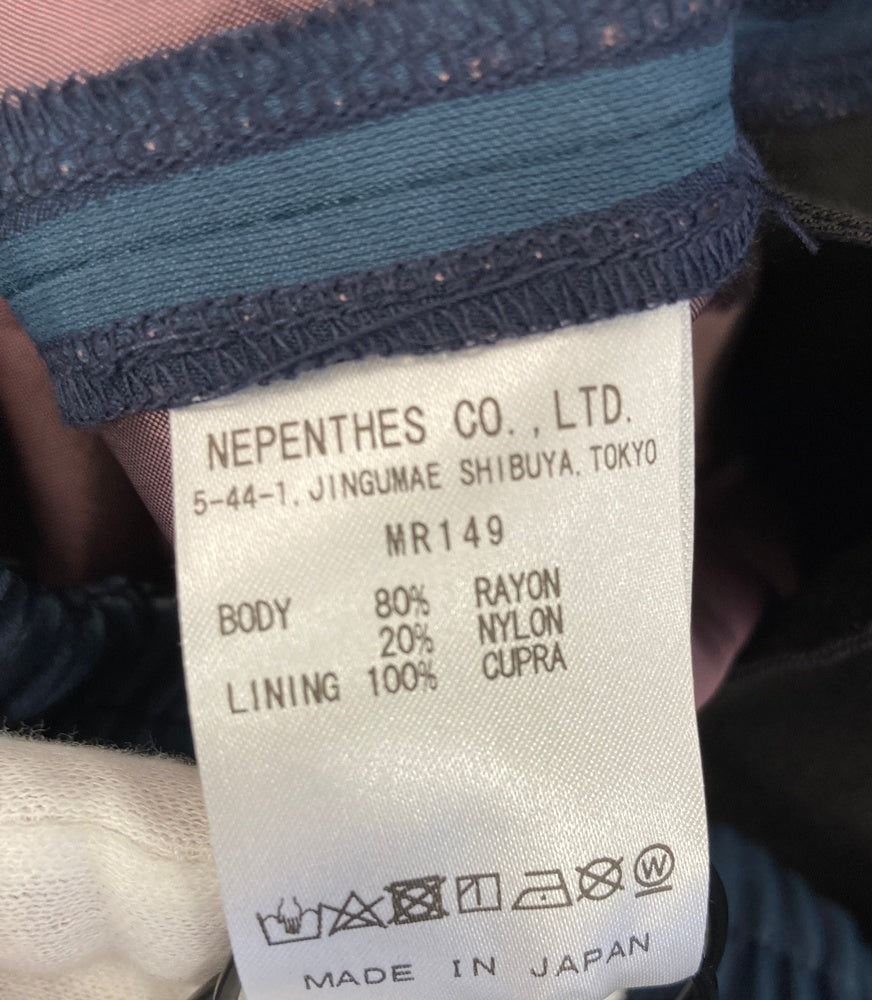 NEPENTHES CO.,LTD.
5-44-1, JINGUMAE SHIBUYA, TOKYO
MR149
BODY 80% RAYON
20% NYLON
LINING 100% CUPRA
W
MADE IN JAPAN